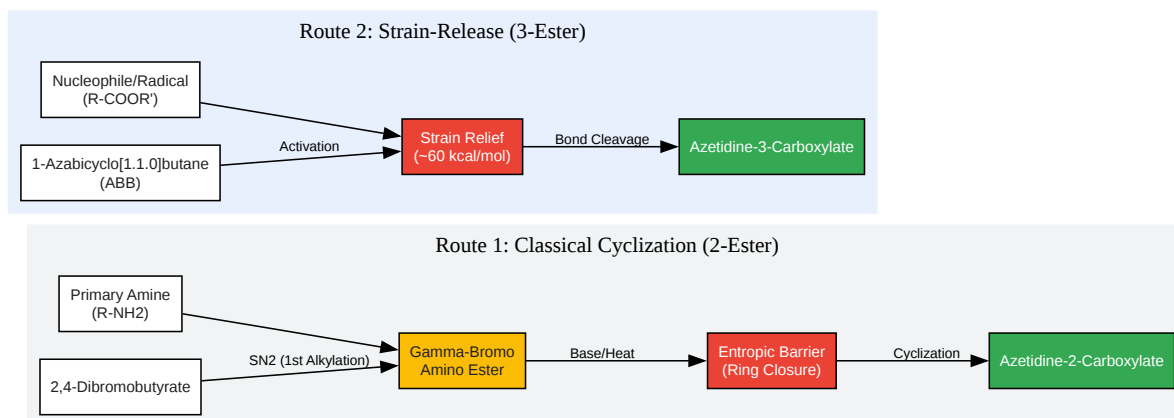 Route 2: Strain-Release (3-Ester)
Nucleophile/Radical
(R-COOR')
1-Azabicyclo[1.1.0]butane
(ABB)
Activation
Strain Relief
(~60 kcal/mol)
Bond Cleavage
Azetidine-3-Carboxylate
Route 1: Classical Cyclization (2-Ester)
Primary Amine
(R-NH2)
2,4-Dibromobutyrate
SN2 (1st Alkylation)
Gamma-Bromo
Amino Ester
Base/Heat
Entropic Barrier
(Ring Closure)
Cyclization
Azetidine-2-Carboxylate